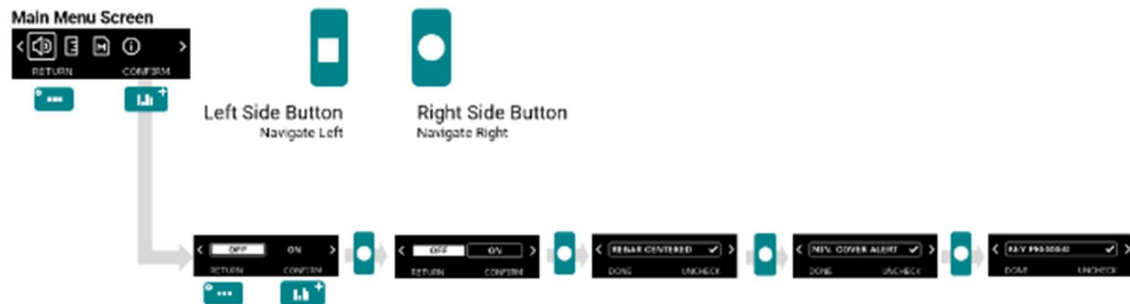 Main Menu Screen
< M i >
RETURN CONFIRM
Left Side Button
Navigate Left
Right Side Button
Navigate Right
< OFF ON >
RETURN CONFIRM
< OFF ON >
RETURN CONFIRM
< REBAR CENTERED ✓ >
DONE UNCHECK
< MIN. COVER ALERT ✓ >
DONE UNCHECK
< KEY ✓ >
DONE UNCHECK